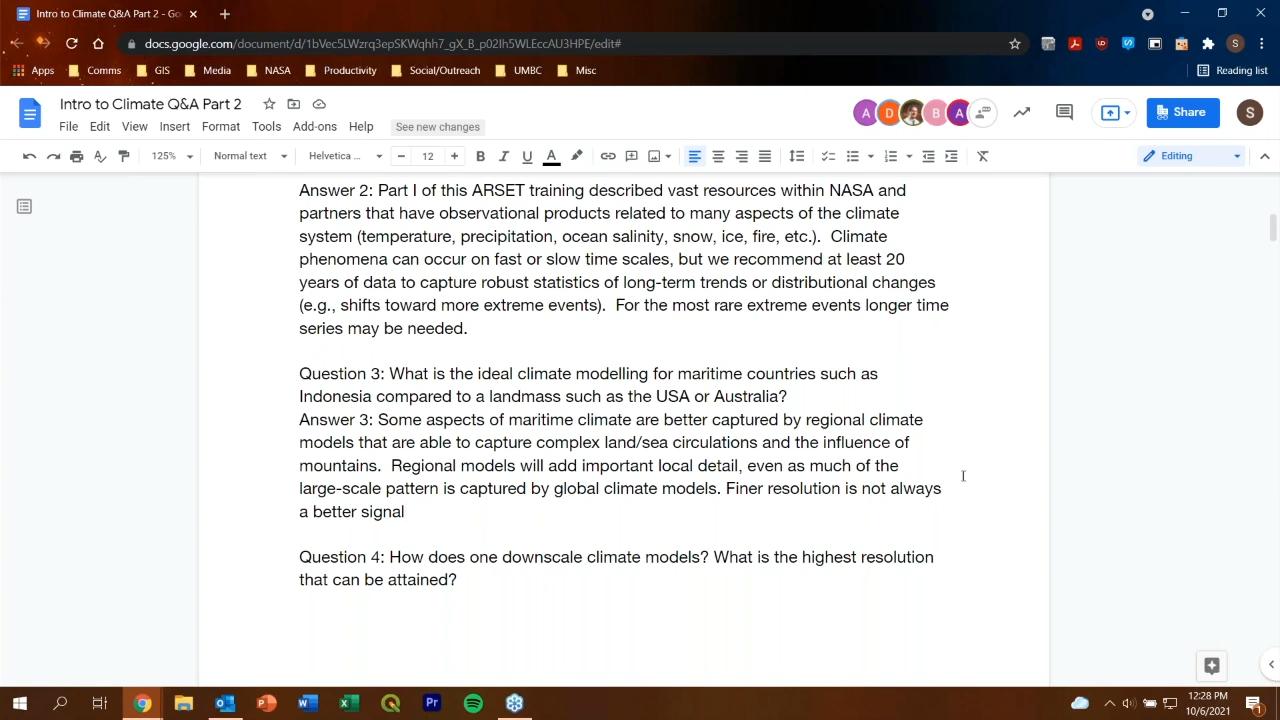 Intro to Climate Q&A Part 2 - Go
docs.google.com/document/d/1bVec5LWzrq3epSKWqhh7_gX_B_p02Ih5WLEccAU3HPE/edit#
S
Apps Comms GIS Media NASA Productivity Social/Outreach UMBC Misc Reading list
Intro to Climate Q&A Part 2
A D B A Share S
File Edit View Insert Format Tools Add-ons Help See new changes
125% Normal text Helvetica ... 12 B I U A Editing
Answer 2: Part I of this ARSET training described vast resources within NASA and
partners that have observational products related to many aspects of the climate
system (temperature, precipitation, ocean salinity, snow, ice, fire, etc.).  Climate
phenomena can occur on fast or slow time scales, but we recommend at least 20
years of data to capture robust statistics of long-term trends or distributional changes
(e.g., shifts toward more extreme events).  For the most rare extreme events longer time
series may be needed.
Question 3: What is the ideal climate modelling for maritime countries such as
Indonesia compared to a landmass such as the USA or Australia?
Answer 3: Some aspects of maritime climate are better captured by regional climate
models that are able to capture complex land/sea circulations and the influence of
mountains.  Regional models will add important local detail, even as much of the
large-scale pattern is captured by global climate models. Finer resolution is not always
a better signal
Question 4: How does one downscale climate models? What is the highest resolution
that can be attained?
12:28 PM
10/6/2021